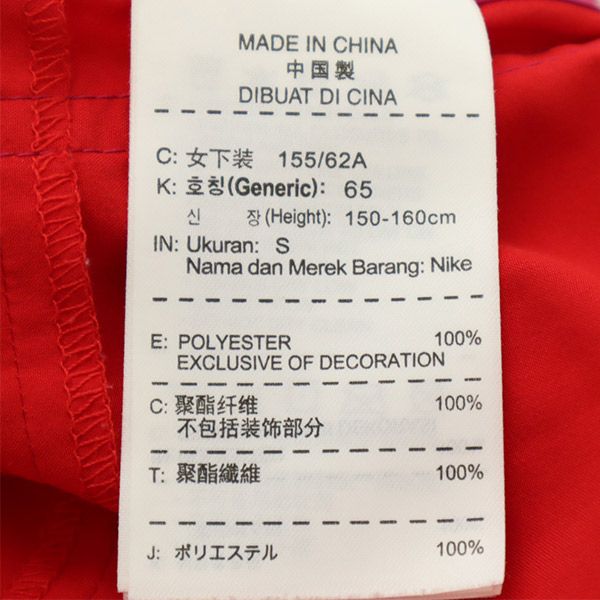 MADE IN CHINA
中国製
DIBUAT DI CINA
C: 女下装 155/62A
K: 호칭(Generic): 65
신 장(Height): 150-160cm
IN: Ukuran: S
Nama dan Merek Barang: Nike
E: POLYESTER 100%
EXCLUSIVE OF DECORATION
C: 聚酯纤维 100%
不包括装饰部分
T: 聚酯纖維 100%
J: ポリエステル 100%